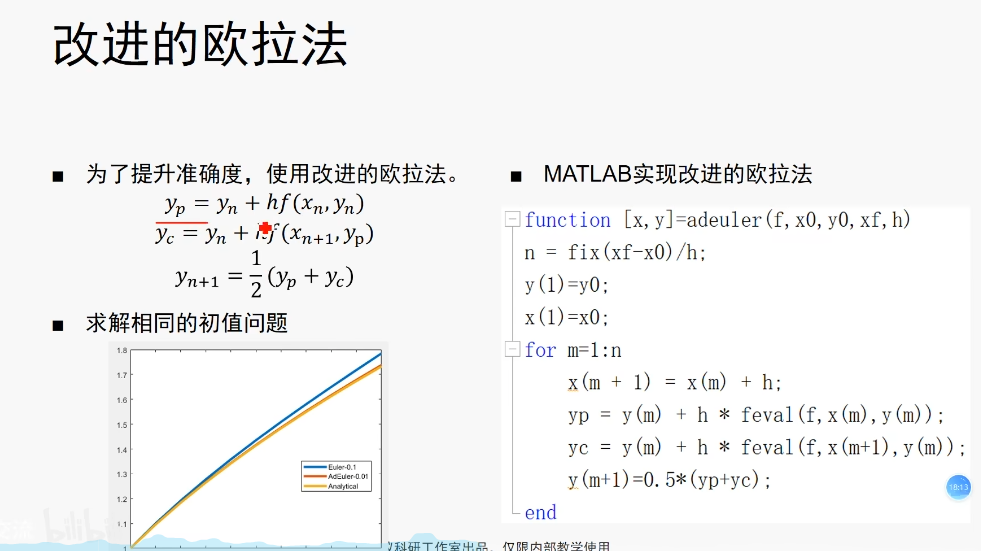 改进的欧拉法
■ 为了提升准确度，使用改进的欧拉法。
y_p = y_n + hf(x_n, y_n)
y_c = y_n + hf(x_{n+1}, y_p)
y_{n+1} = \frac{1}{2}(y_p + y_c)
■ 求解相同的初值问题
1.8
1.7
1.6
1.5
1.4
1.3
1.2
1.1
1
Euler-0.1
AdEuler-0.01
Analytical
■ MATLAB实现改进的欧拉法
function [x,y]=adeuler(f,x0,y0,xf,h)
n = fix(xf-x0)/h;
y(1)=y0;
x(1)=x0;
for m=1:n
x(m + 1) = x(m) + h;
yp = y(m) + h * feval(f,x(m),y(m));
yc = y(m) + h * feval(f,x(m+1),y(m));
y(m+1)=0.5*(yp+yc);
end
18:13
bilibili
科研工作室出品，仅限内部教学使用